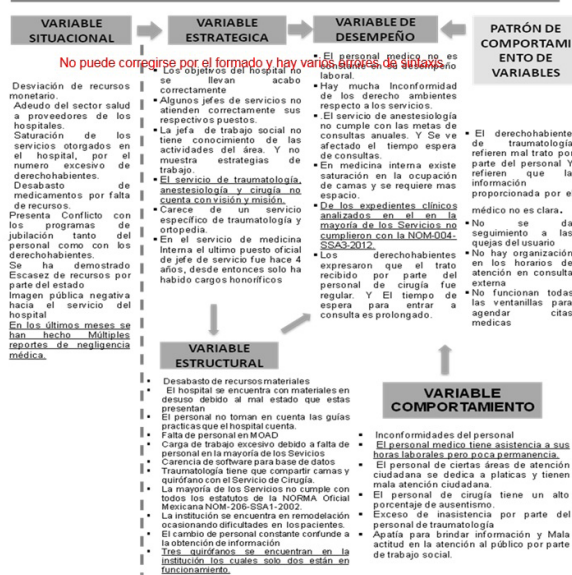 VARIABLE
SITUACIONAL
VARIABLE
ESTRATEGICA
VARIABLE DE
DESEMPEÑO
PATRÓN DE
COMPORTAMI
ENTO DE
VARIABLES
No puede corregirse por el formado y hay varios errores de sintaxis
Desviación de recursos
monetario.
Adeudo del sector salud
a proveedores de los
hospitales.
Saturación de los
servicios otorgados en
el hospital, por el
numero excesivo de
derechohabientes.
Desabasto de
medicamentos por falta
de recursos.
Presenta Conflicto con
los programas de
jubilación tanto del
personal como con los
derechohabientes.
Se ha demostrado
Escasez de recursos por
parte del estado
Imagen pública negativa
hacia el servicio del
hospital
En los últimos meses se
han hecho Múltiples
reportes de negligencia
médica.
▪ Los objetivos del hospital no
se llevan acabo
correctamente
▪ Algunos jefes de servicios no
atienden correctamente sus
respectivos puestos.
▪ La jefa de trabajo social no
tiene conocimiento de las
actividades del área. Y no
muestra estrategias de
trabajo.
▪ El servicio de traumatología,
anestesiología y cirugía no
cuenta con visión y misión.
▪ Carece de un servicio
específico de traumatología y
ortopedia.
▪ En el servicio de medicina
Interna el ultimo puesto oficial
de jefe de servicio fue hace 4
años, desde entonces solo ha
habido cargos honoríficos
▪ El personal medico no es
constante en su desempeño
laboral.
▪ Hay mucha Inconformidad
de los derecho ambientes
respecto a los servicios.
▪ .El servicio de anestesiología
no cumple con las metas de
consultas anuales. Y Se ve
afectado el tiempo espera
de consultas.
▪ En medicina interna existe
saturación en la ocupación
de camas y se requiere mas
espacio.
▪ De los expedientes clínicos
analizados en el en la
mayoría de los Servicios no
cumplieron con la NOM-004-
SSA3-2012.
▪ Los derechohabientes
expresaron que el trato
recibido por parte del
personal de cirugía fue
regular. Y El tiempo de
espera para entrar a
consulta es prolongado.
▪ El derechohabiente
de traumatología
refieren mal trato por
parte del personal Y
refieren que la
información
proporcionada por el
médico no es clara.
▪ No se da
seguimiento a las
quejas del usuario
▪ No hay organización
en los horarios de
atención en consulta
externa
▪ No funcionan todas
las ventanillas para
agendar citas
medicas
VARIABLE
ESTRUCTURAL
▪ Desabasto de recursos materiales
▪ El hospital se encuentra con materiales en
desuso debido al mal estado que estas
presentan
▪ El personal no toman en cuenta las guías
practicas que el hospital cuenta.
▪ Falta de personal en MOAD
▪ Carga de trabajo excesivo debido a falta de
personal en la mayoría de los Sevicios
▪ Carencia de software para base de datos
▪ Traumatología tiene que compartir camas y
quirófano con el Servicio de Cirugía.
▪ La mayoría de los Servicios no cumple con
todos los estatutos de la NORMA Oficial
Mexicana NOM-206-SSA1-2002.
▪ La institución se encuentra en remodelación
ocasionando dificultades en los pacientes.
▪ El cambio de personal constante confunde a
la obtención de información
▪ Tres quirófanos se encuentran en la
institución los cuales solo dos están en
funcionamiento.
VARIABLE
COMPORTAMIENTO
▪ Inconformidades del personal
▪ El personal medico tiene asistencia a sus
horas laborales pero poca permanencia.
▪ El personal de ciertas áreas de atención
ciudadana se dedica a platicas y tienen
mala atención ciudadana.
▪ El personal de cirugía tiene un alto
porcentaje de ausentismo.
▪ Exceso de inasistencia por parte del
personal de traumatología
▪ Apatía para brindar información y Mala
actitud en la atención al público por parte
de trabajo social.